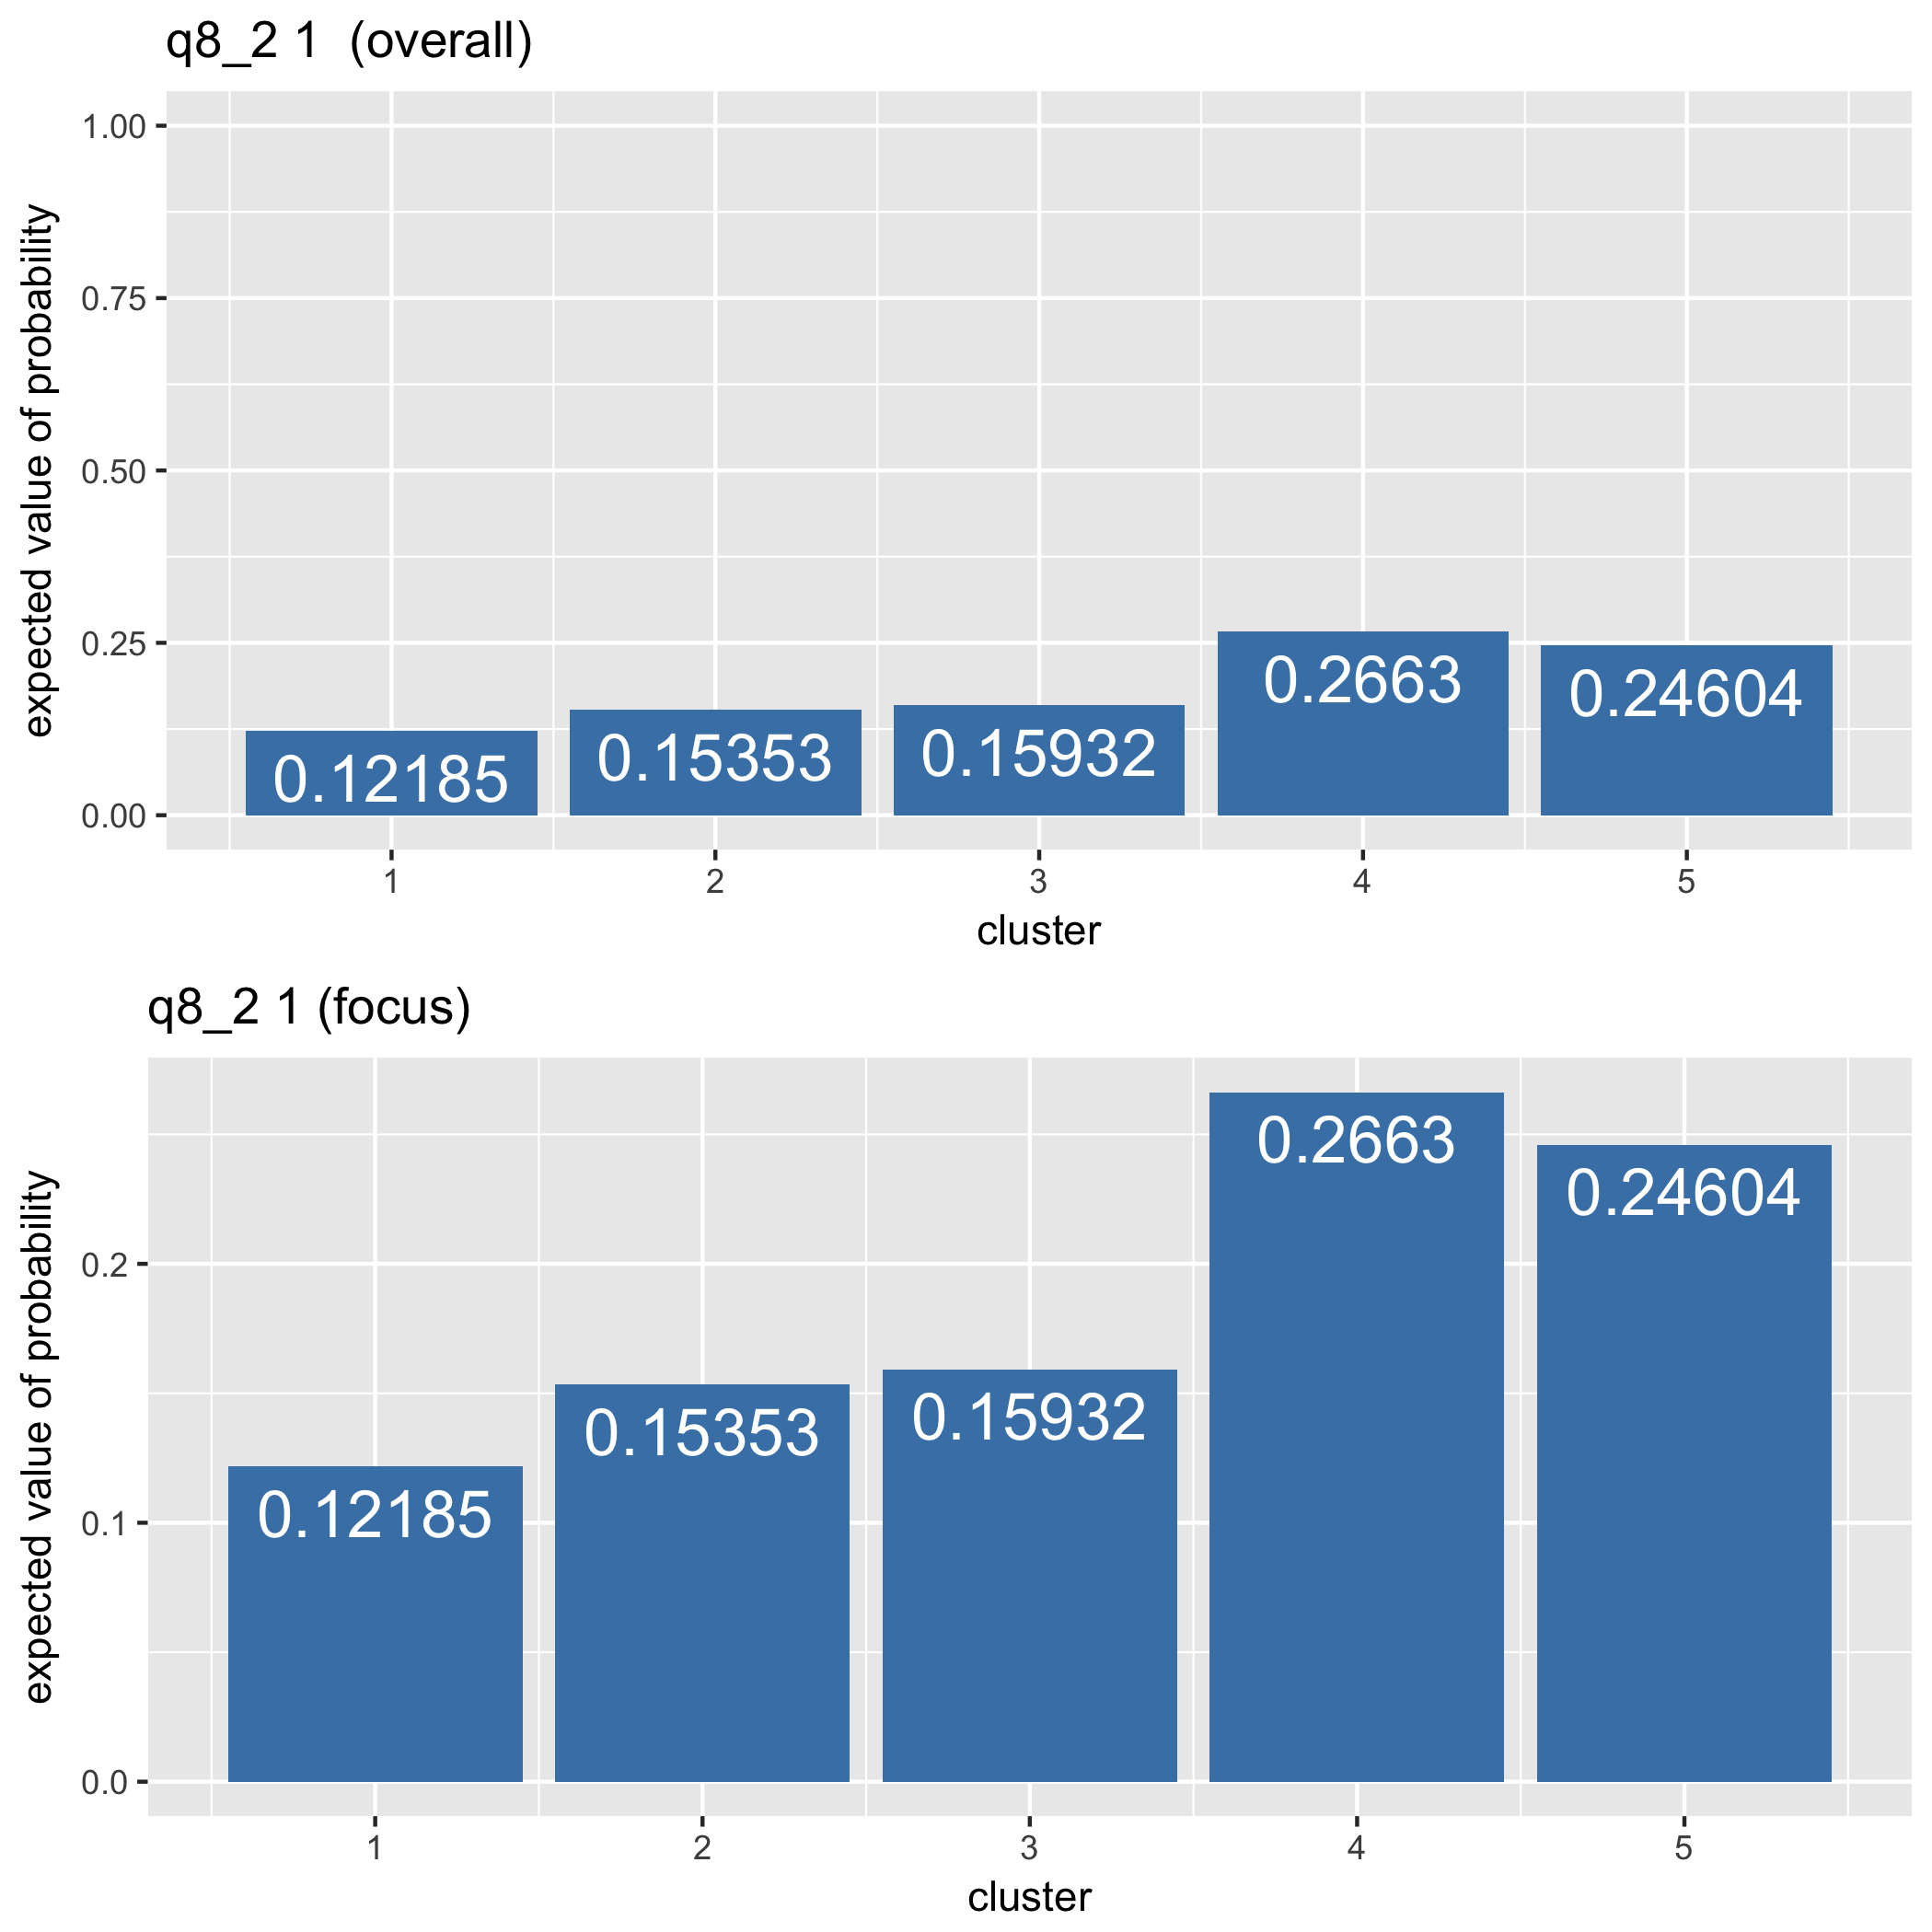 q8_2 1  (overall)
expected value of probability
1.00
0.75
0.50
0.25
0.00
0.12185
0.15353
0.15932
0.2663
0.24604
1 2 3 4 5
cluster
q8_2 1 (focus)
expected value of probability
0.2
0.1
0.0
0.12185
0.15353
0.15932
0.2663
0.24604
1 2 3 4 5
cluster